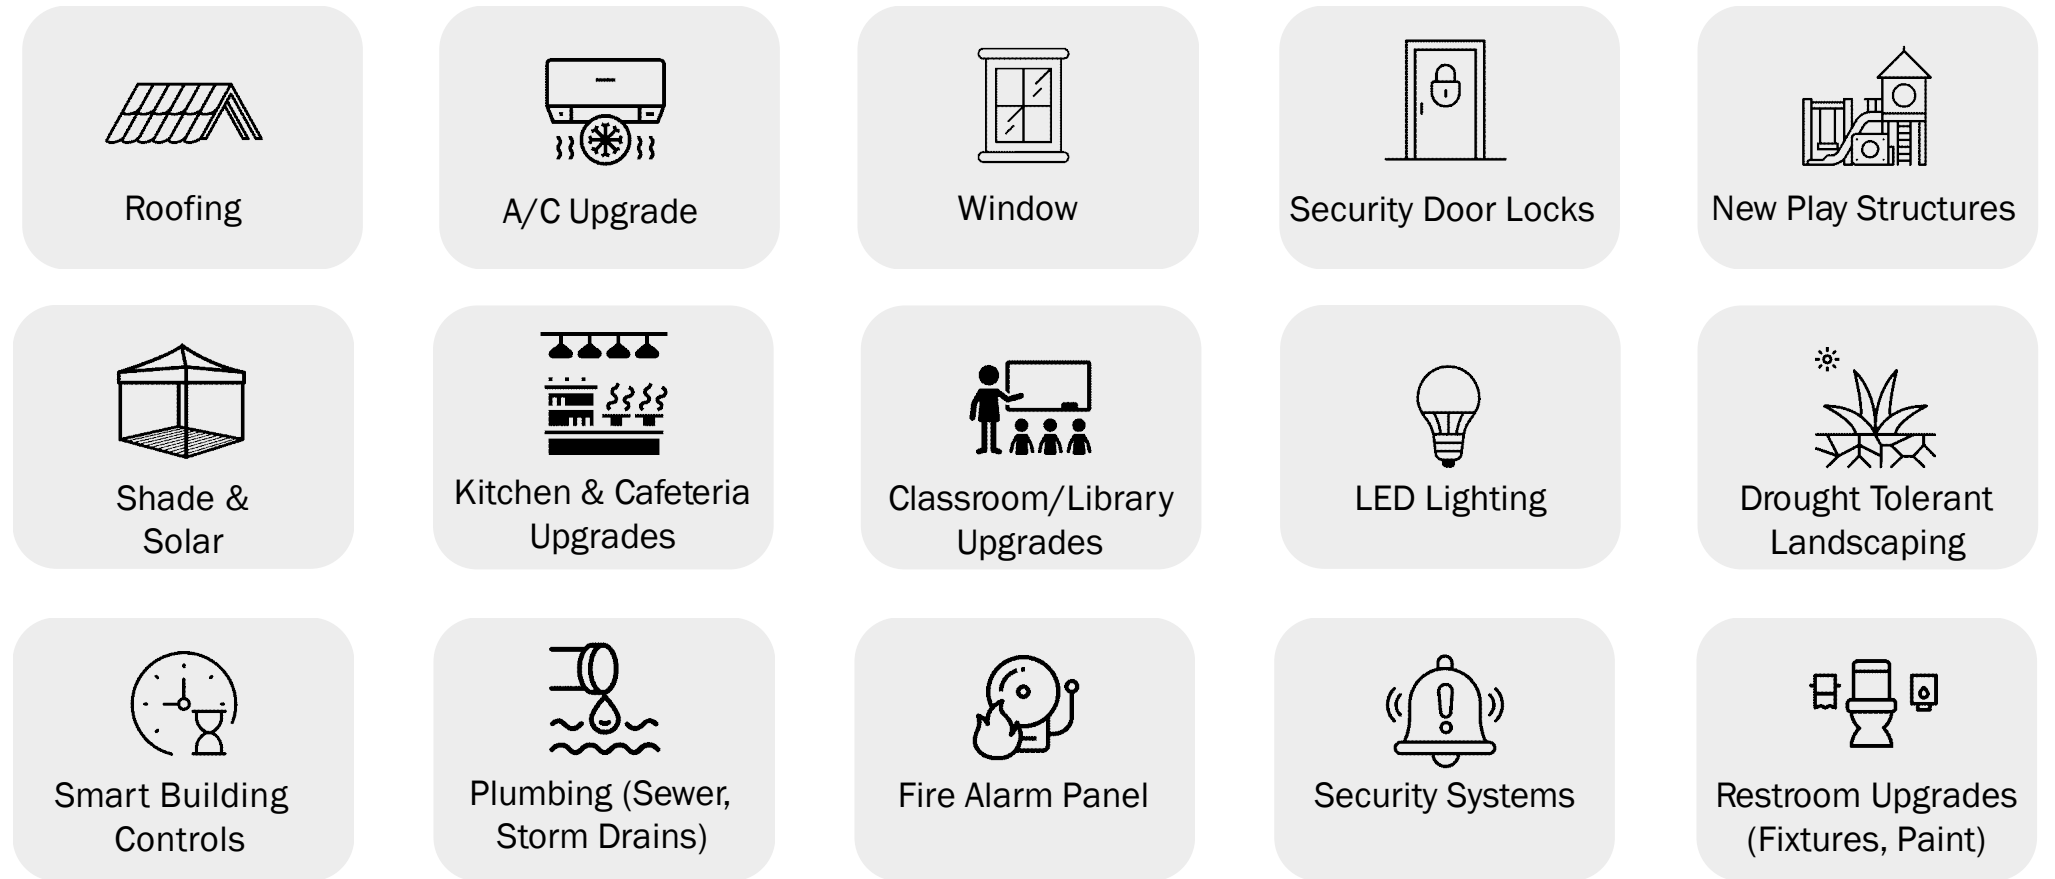 Roofing
A/C Upgrade
Window
Security Door Locks
New Play Structures
Shade &
Solar
Kitchen & Cafeteria
Upgrades
Classroom/Library
Upgrades
LED Lighting
Drought Tolerant
Landscaping
Smart Building
Controls
Plumbing (Sewer,
Storm Drains)
Fire Alarm Panel
Security Systems
Restroom Upgrades
(Fixtures, Paint)